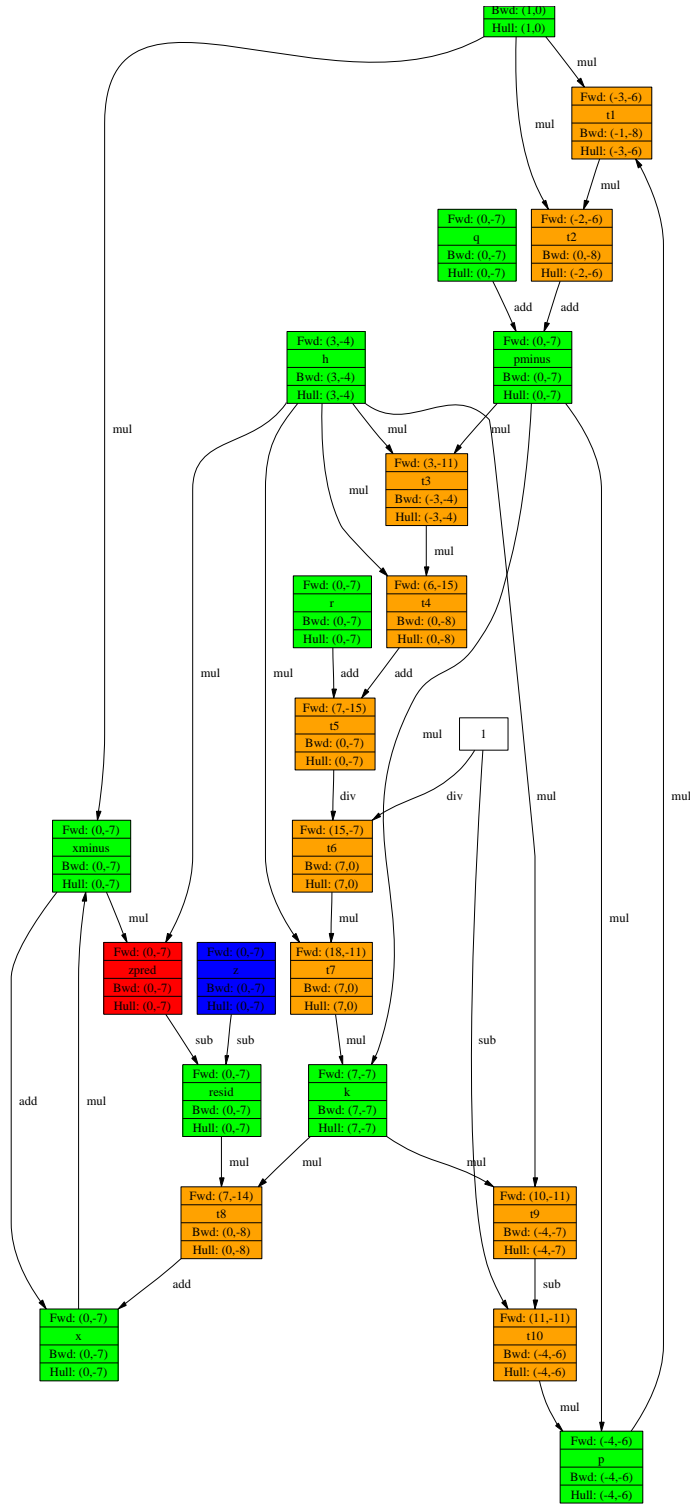 Bwd: (1,0)
Hull: (1,0)
mul
Fwd: (-3,-6)
t1
Bwd: (-1,-8)
Hull: (-3,-6)
mul
mul
Fwd: (0,-7)
q
Bwd: (0,-7)
Hull: (0,-7)
Fwd: (-2,-6)
t2
Bwd: (0,-8)
Hull: (-2,-6)
add
add
Fwd: (3,-4)
h
Bwd: (3,-4)
Hull: (3,-4)
Fwd: (0,-7)
pminus
Bwd: (0,-7)
Hull: (0,-7)
mul
mul
mul
Fwd: (3,-11)
t3
Bwd: (-3,-4)
Hull: (-3,-4)
mul
mul
Fwd: (0,-7)
r
Bwd: (0,-7)
Hull: (0,-7)
Fwd: (6,-15)
t4
Bwd: (0,-8)
Hull: (0,-8)
mul
mul
add
add
Fwd: (7,-15)
t5
Bwd: (0,-7)
Hull: (0,-7)
mul
1
div
div
mul
mul
Fwd: (0,-7)
xminus
Bwd: (0,-7)
Hull: (0,-7)
Fwd: (15,-7)
t6
Bwd: (7,0)
Hull: (7,0)
mul
mul
mul
Fwd: (0,-7)
zpred
Bwd: (0,-7)
Hull: (0,-7)
Fwd: (0,-7)
z
Bwd: (0,-7)
Hull: (0,-7)
Fwd: (18,-11)
t7
Bwd: (7,0)
Hull: (7,0)
sub
sub
mul
sub
Fwd: (0,-7)
resid
Bwd: (0,-7)
Hull: (0,-7)
Fwd: (7,-7)
k
Bwd: (7,-7)
Hull: (7,-7)
add
mul
mul
mul
mul
Fwd: (7,-14)
t8
Bwd: (0,-8)
Hull: (0,-8)
Fwd: (10,-11)
t9
Bwd: (-4,-7)
Hull: (-4,-7)
add
sub
Fwd: (0,-7)
x
Bwd: (0,-7)
Hull: (0,-7)
Fwd: (11,-11)
t10
Bwd: (-4,-6)
Hull: (-4,-6)
mul
Fwd: (-4,-6)
p
Bwd: (-4,-6)
Hull: (-4,-6)